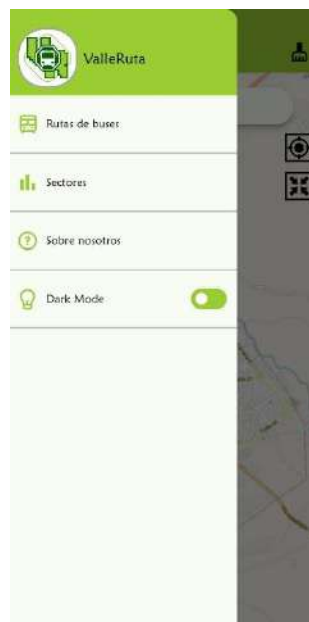 ValleRuta
Rutas de buses
Sectores
Sobre nosotros
Dark Mode